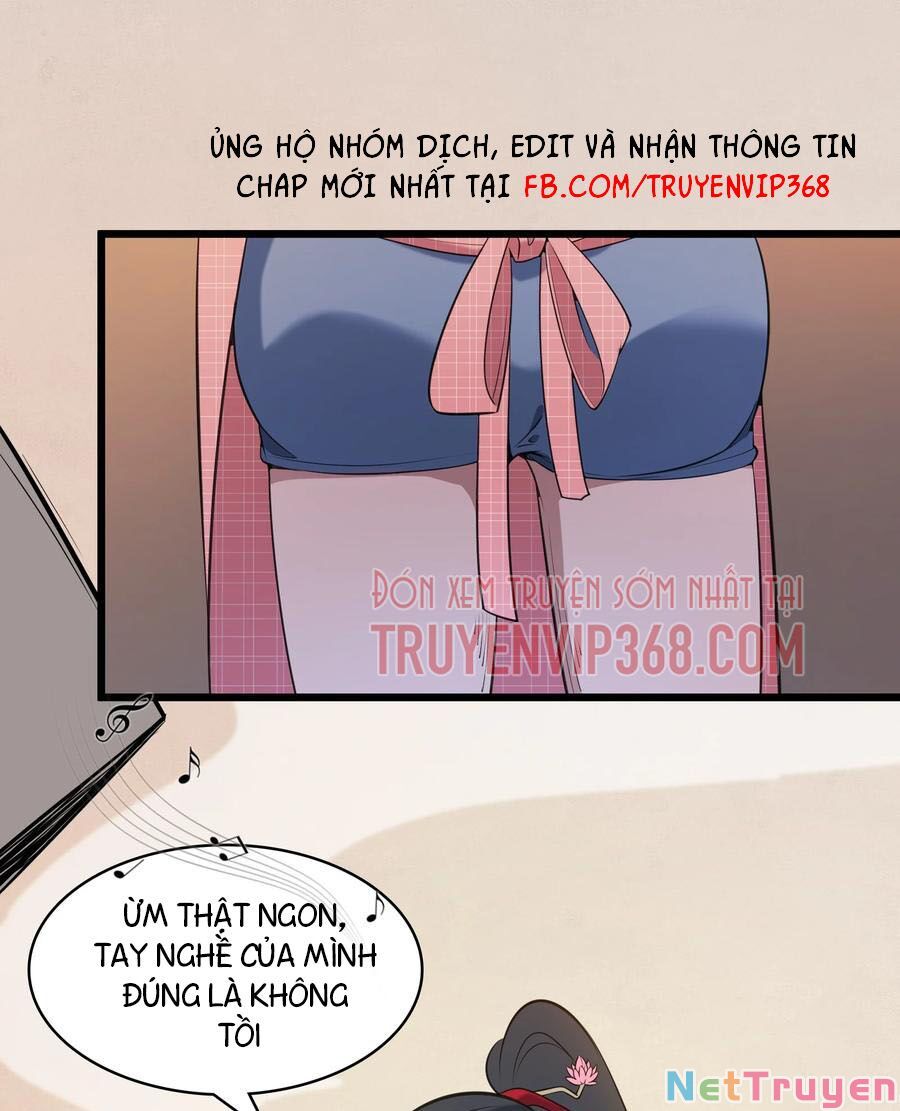 ỦNG HỘ NHÓM DỊCH, EDIT VÀ NHẬN THÔNG TIN
CHAP MỚI NHẤT TẠI FB.COM/TRUYENVIP368
ĐÓN XEM TRUYỆN SỚM NHẤT TẠI
TRUYENVIP368.COM
ỪM THẬT NGON,
TAY NGHỀ CỦA MÌNH
ĐÚNG LÀ KHÔNG
TỒI
NetTruyen